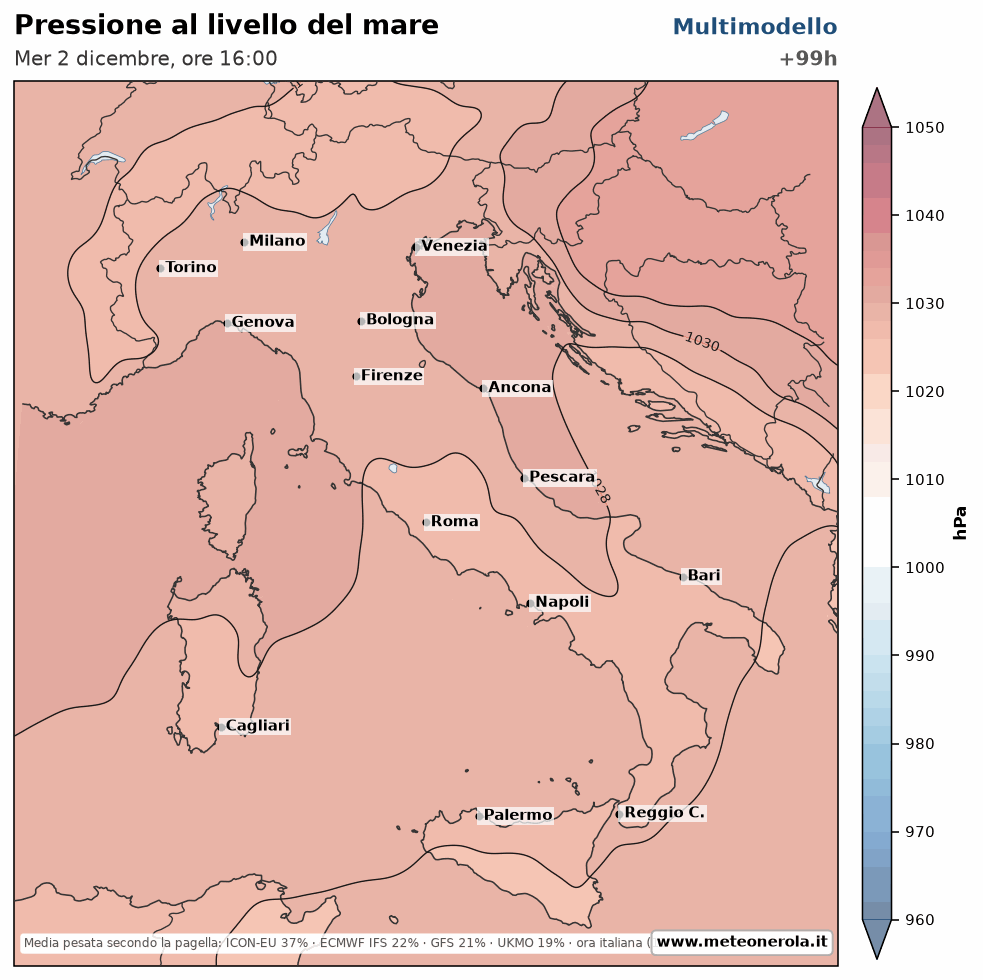 Pressione al livello del mare
Multimodello
Mer 2 dicembre, ore 16:00
+99h
1050
1040
1030
1020
1010
1000
990
980
970
960
hPa
Milano
Venezia
Torino
Genova
Bologna
1030
Firenze
Ancona
Pescara
Roma
Bari
Napoli
Cagliari
Palermo
Reggio C.
Media pesata secondo la pagella: ICON-EU 37% · ECMWF IFS 22% · GFS 21% · UKMO 19% · ora italiana (
www.meteonerola.it